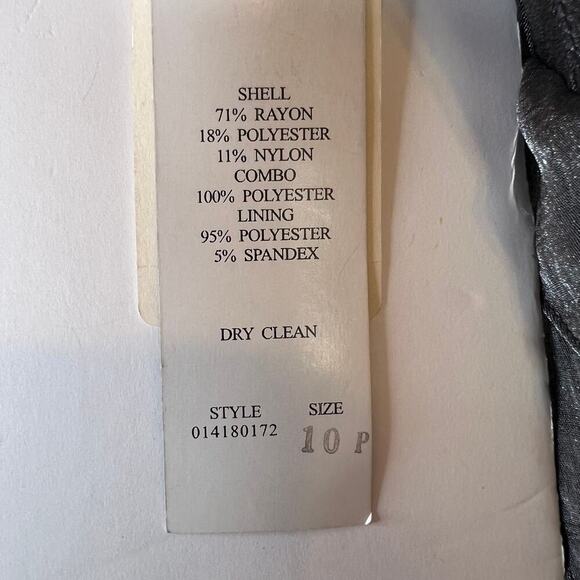 SHELL
71% RAYON
18% POLYESTER
11% NYLON
COMBO
100% POLYESTER
LINING
95% POLYESTER
5% SPANDEX
DRY CLEAN
STYLE SIZE
014180172 10 P